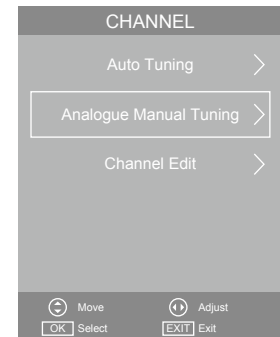 CHANNEL
Auto Tuning
Analogue Manual Tuning
Channel Edit
Move Adjust
OK Select EXIT Exit